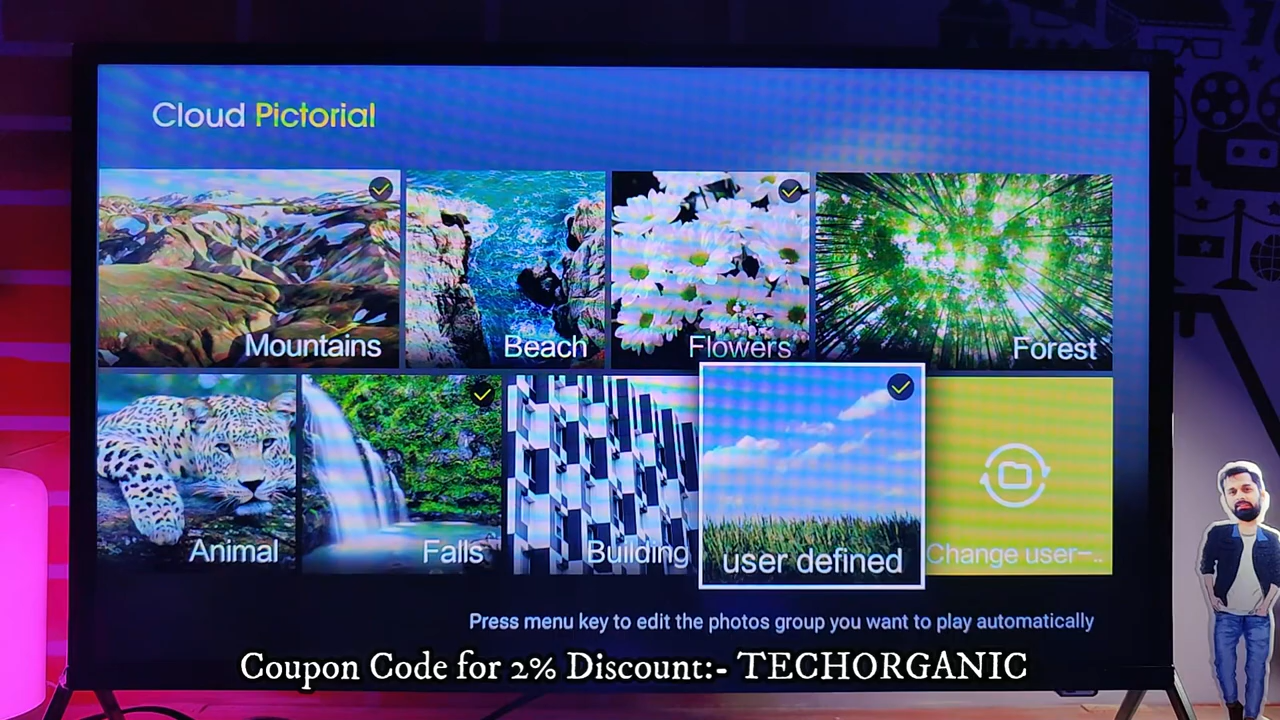 Cloud Pictorial
Mountains
Beach
Flowers
Forest
Animal
Falls
Building
user defined
Change user-..
Press menu key to edit the photos group you want to play automatically
Coupon Code for 2% Discount:- TECHORGANIC